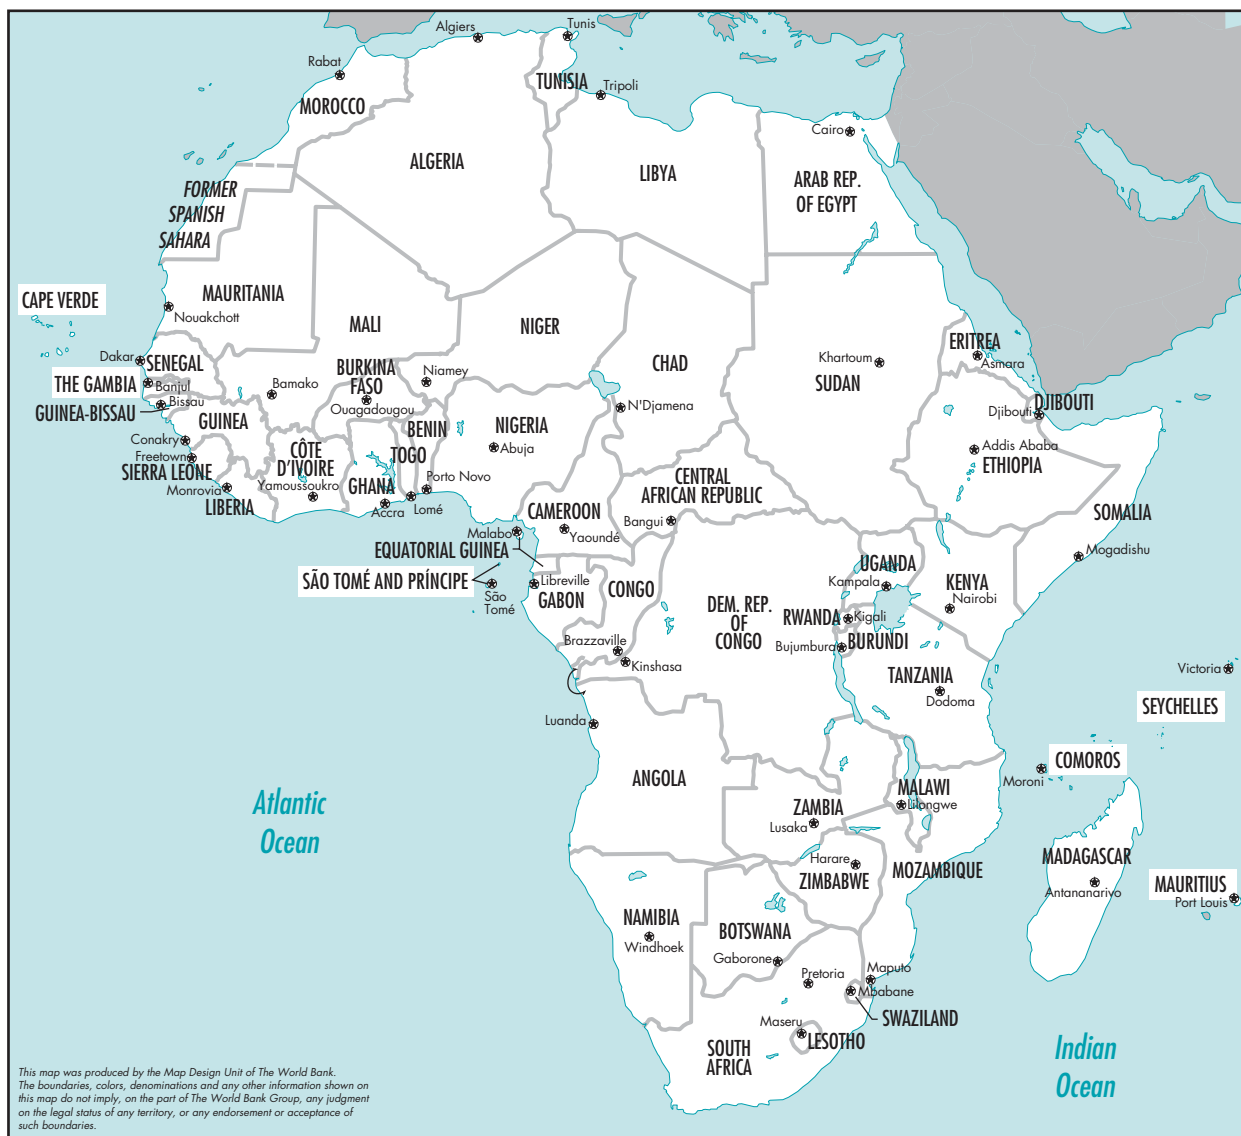 Algiers
Tunis
Rabat
TUNISIA
Tripoli
MOROCCO
Cairo
ALGERIA
LIBYA
ARAB REP.
OF EGYPT
FORMER
SPANISH
SAHARA
CAPE VERDE
MAURITANIA
Nouakchott
MALI
NIGER
CHAD
Khartoum
SUDAN
ERITREA
Asmara
Dakar
SENEGAL
THE GAMBIA
Banjul
Bissau
GUINEA-BISSAU
Bamako
BURKINA
FASO
Ouagadougou
Niamey
N'Djamena
DJIBOUTI
Djibouti
GUINEA
Conakry
Freetown
SIERRA LEONE
Monrovia
LIBERIA
CÔTE
D'IVOIRE
Yamoussoukro
GHANA
Accra
TOGO
Lomé
BENIN
Porto Novo
NIGERIA
Abuja
Addis Ababa
ETHIOPIA
CENTRAL
AFRICAN REPUBLIC
Bangui
CAMEROON
Yaoundé
SOMALIA
Mogadishu
Malabo
EQUATORIAL GUINEA
SÃO TOMÉ AND PRÍNCIPE
São
Tomé
Libreville
GABON
CONGO
Brazzaville
Kinshasa
DEM. REP.
OF
CONGO
UGANDA
Kampala
KENYA
Nairobi
RWANDA
Kigali
Bujumbura
BURUNDI
TANZANIA
Dodoma
Victoria
SEYCHELLES
Luanda
ANGOLA
COMOROS
Moroni
ZAMBIA
Lusaka
MALAWI
Lilongwe
Atlantic
Ocean
Harare
ZIMBABWE
MOZAMBIQUE
MADAGASCAR
Antananarivo
MAURITIUS
Port Louis
NAMIBIA
Windhoek
BOTSWANA
Gaborone
Pretoria
Maputo
Mbabane
SWAZILAND
Maseru
LESOTHO
SOUTH
AFRICA
Indian
Ocean
This map was produced by the Map Design Unit of The World Bank.
The boundaries, colors, denominations and any other information shown on
this map do not imply, on the part of The World Bank Group, any judgment
on the legal status of any territory, or any endorsement or acceptance of
such boundaries.